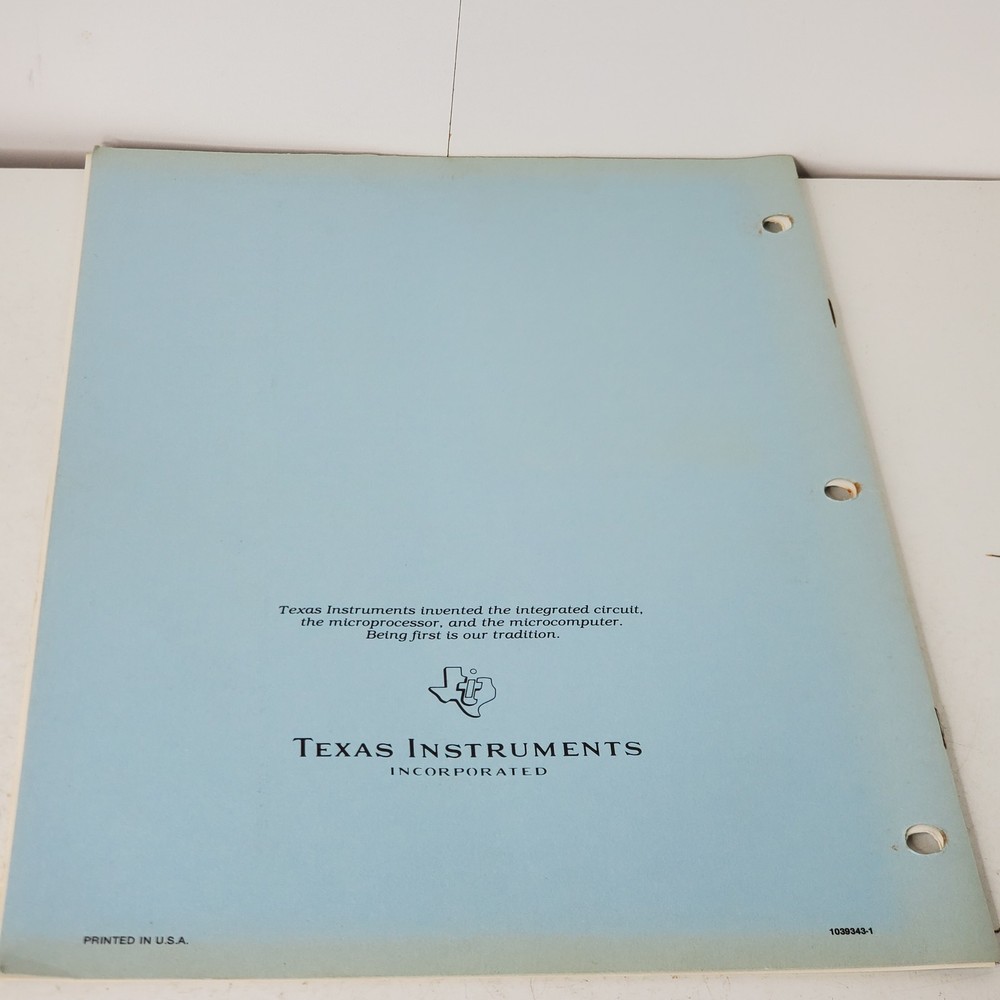 Texas Instruments invented the integrated circuit,
the microprocessor, and the microcomputer.
Being first is our tradition.
TEXAS INSTRUMENTS
INCORPORATED
PRINTED IN U.S.A.
1039343-1